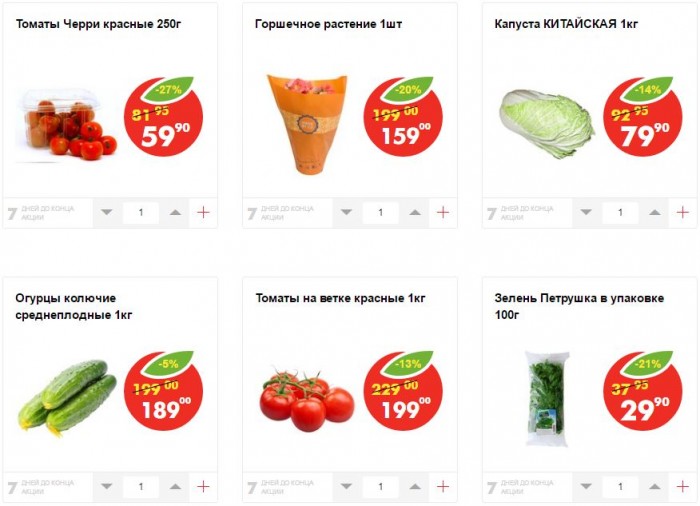 Томаты Черри красные 250г
-27%
81 95
59 90
7 ДНЕЙ ДО КОНЦА
АКЦИИ
1
Горшечное растение 1шт
-20%
199 00
159 00
7 ДНЕЙ ДО КОНЦА
АКЦИИ
1
Капуста КИТАЙСКАЯ 1кг
-14%
92 95
79 90
7 ДНЕЙ ДО КОНЦА
АКЦИИ
1
Огурцы колючие
среднеплодные 1кг
-5%
199 00
189 00
7 ДНЕЙ ДО КОНЦА
АКЦИИ
1
Томаты на ветке красные 1кг
-13%
229 00
199 00
7 ДНЕЙ ДО КОНЦА
АКЦИИ
1
Зелень Петрушка в упаковке
100г
-21%
37 95
29 90
7 ДНЕЙ ДО КОНЦА
АКЦИИ
1